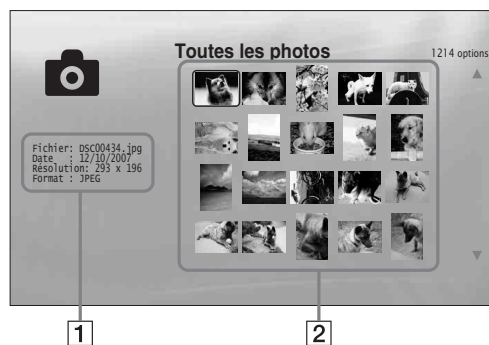 Toutes les photos
1214 options
Fichier: DSC00434.jpg
Date : 12/10/2007
Résolution: 293 x 196
Format : JPEG
1
2